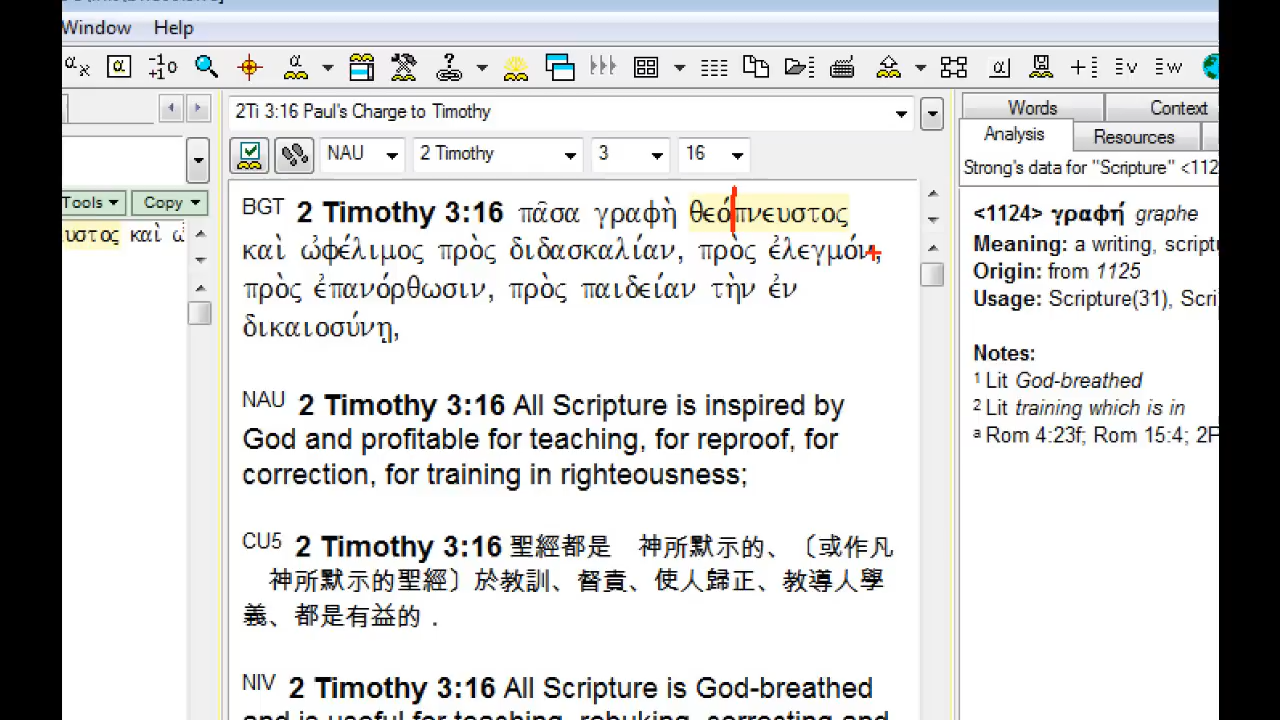 Window Help
2Ti 3:16 Paul's Charge to Timothy
Words Context
NAU 2 Timothy 3 16
Analysis Resources
Strong's data for "Scripture" <112
Tools Copy
BGT 2 Timothy 3:16 πᾶσα γραφὴ θεόπνευστος
καὶ ὠφέλιμος πρὸς διδασκαλίαν, πρὸς ἐλεγμόν,
πρὸς ἐπανόρθωσιν, πρὸς παιδείαν τὴν ἐν
δικαιοσύνῃ,
NAU 2 Timothy 3:16 All Scripture is inspired by
God and profitable for teaching, for reproof, for
correction, for training in righteousness;
CU5 2 Timothy 3:16 聖經都是 神所默示的、〔或作凡
神所默示的聖經〕於教訓、督責、使人歸正、教導人學
義、都是有益的．
NIV 2 Timothy 3:16 All Scripture is God-breathed
and is useful for teaching, rebuking, correcting and
υστος καὶ ὠ
<1124> γραφή graphe
Meaning: a writing, scriptu
Origin: from 1125
Usage: Scripture(31), Scri
Notes:
1 Lit God-breathed
2 Lit training which is in
a Rom 4:23f; Rom 15:4; 2P